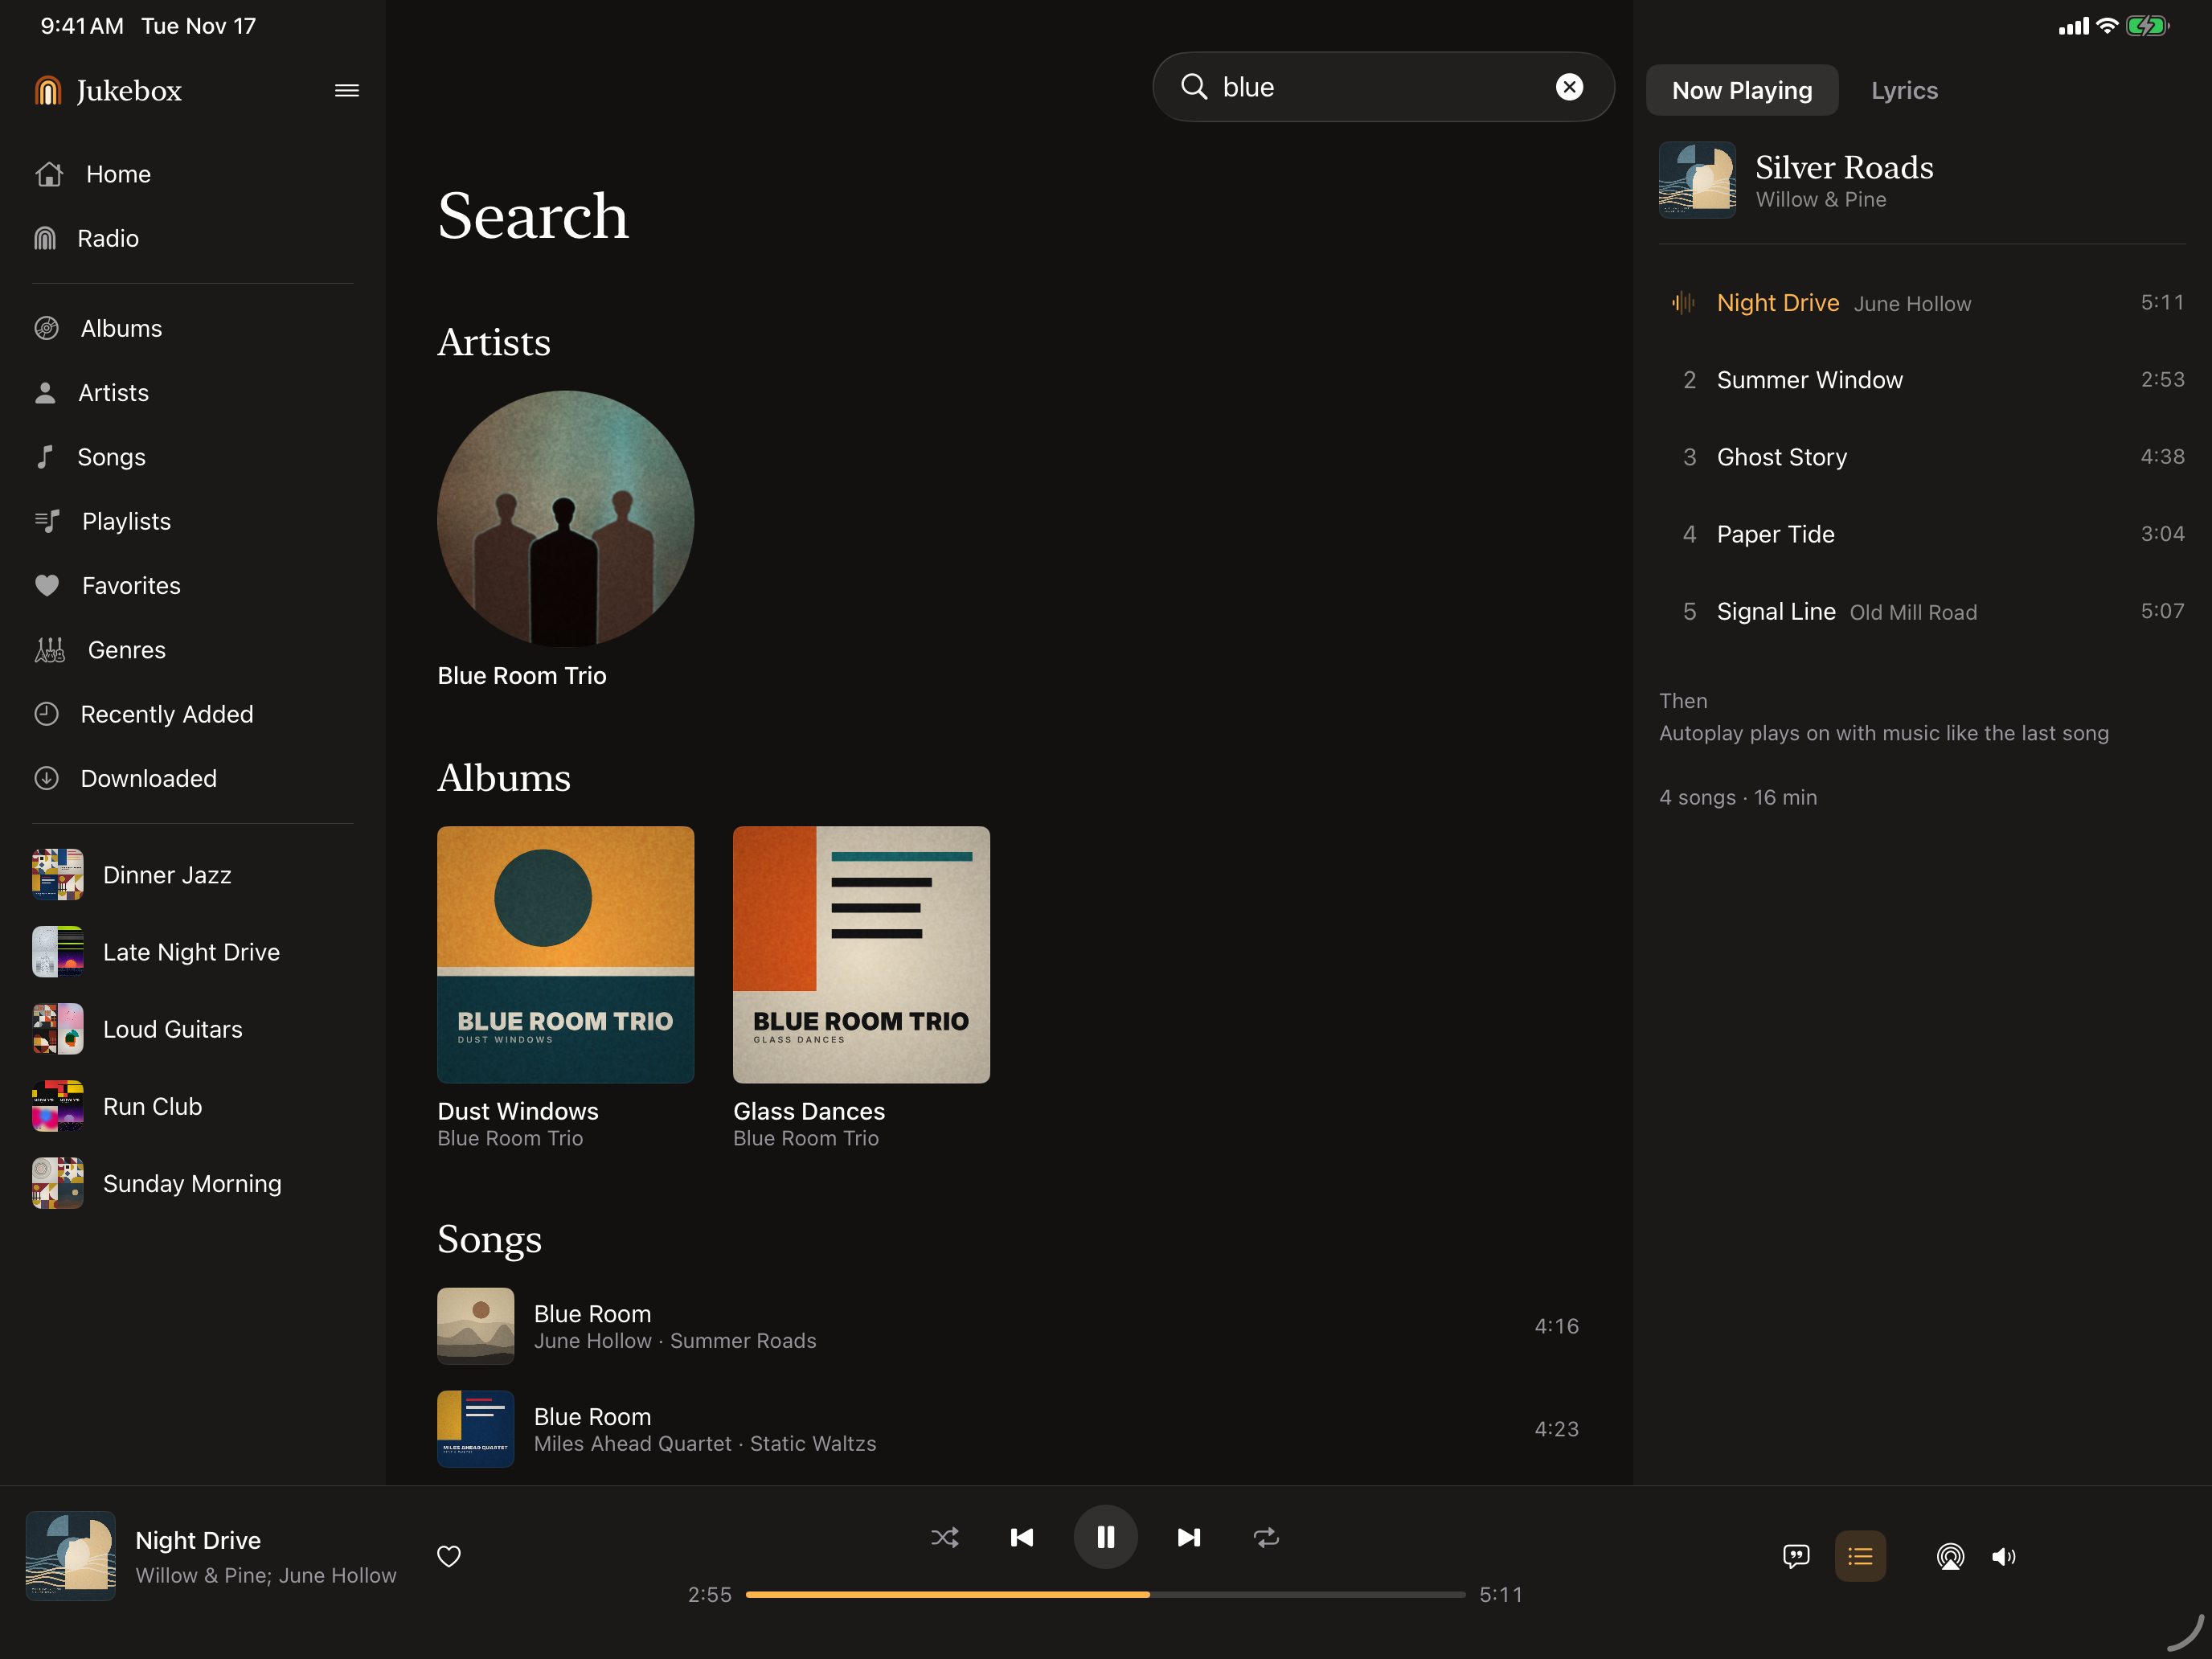 9:41 AM Tue Nov 17
Jukebox
Home
Radio
Albums
Artists
Songs
Playlists
Favorites
Genres
Recently Added
Downloaded
Dinner Jazz
Late Night Drive
Loud Guitars
Run Club
Sunday Morning
blue
Search
Artists
Blue Room Trio
Albums
BLUE ROOM TRIO
DUST WINDOWS
BLUE ROOM TRIO
GLASS DANCES
Dust Windows
Blue Room Trio
Glass Dances
Blue Room Trio
Songs
Blue Room
June Hollow · Summer Roads
4:16
MILES AHEAD QUARTET
Blue Room
Miles Ahead Quartet · Static Waltzs
4:23
Now Playing Lyrics
Silver Roads
Willow & Pine
Night Drive June Hollow 5:11
2 Summer Window 2:53
3 Ghost Story 4:38
4 Paper Tide 3:04
5 Signal Line Old Mill Road 5:07
Then
Autoplay plays on with music like the last song
4 songs · 16 min
Night Drive
Willow & Pine; June Hollow
2:55
5:11